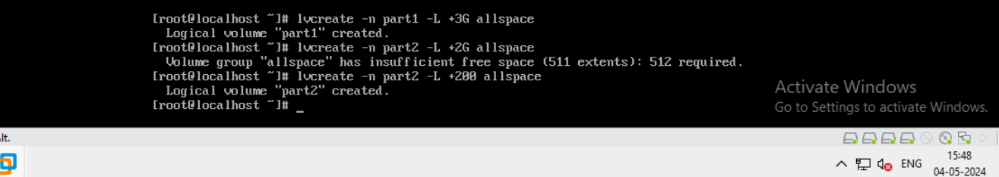 [root@localhost ~]# lvcreate -n part1 -L +3G allspace
Logical volume "part1" created.
[root@localhost ~]# lvcreate -n part2 -L +2G allspace
Volume group "allspace" has insufficient free space (511 extents): 512 required.
[root@localhost ~]# lvcreate -n part2 -L +200 allspace
Logical volume "part2" created.
[root@localhost ~]# _
Activate Windows
Go to Settings to activate Windows.
lt.
ENG
15:48
04-05-2024